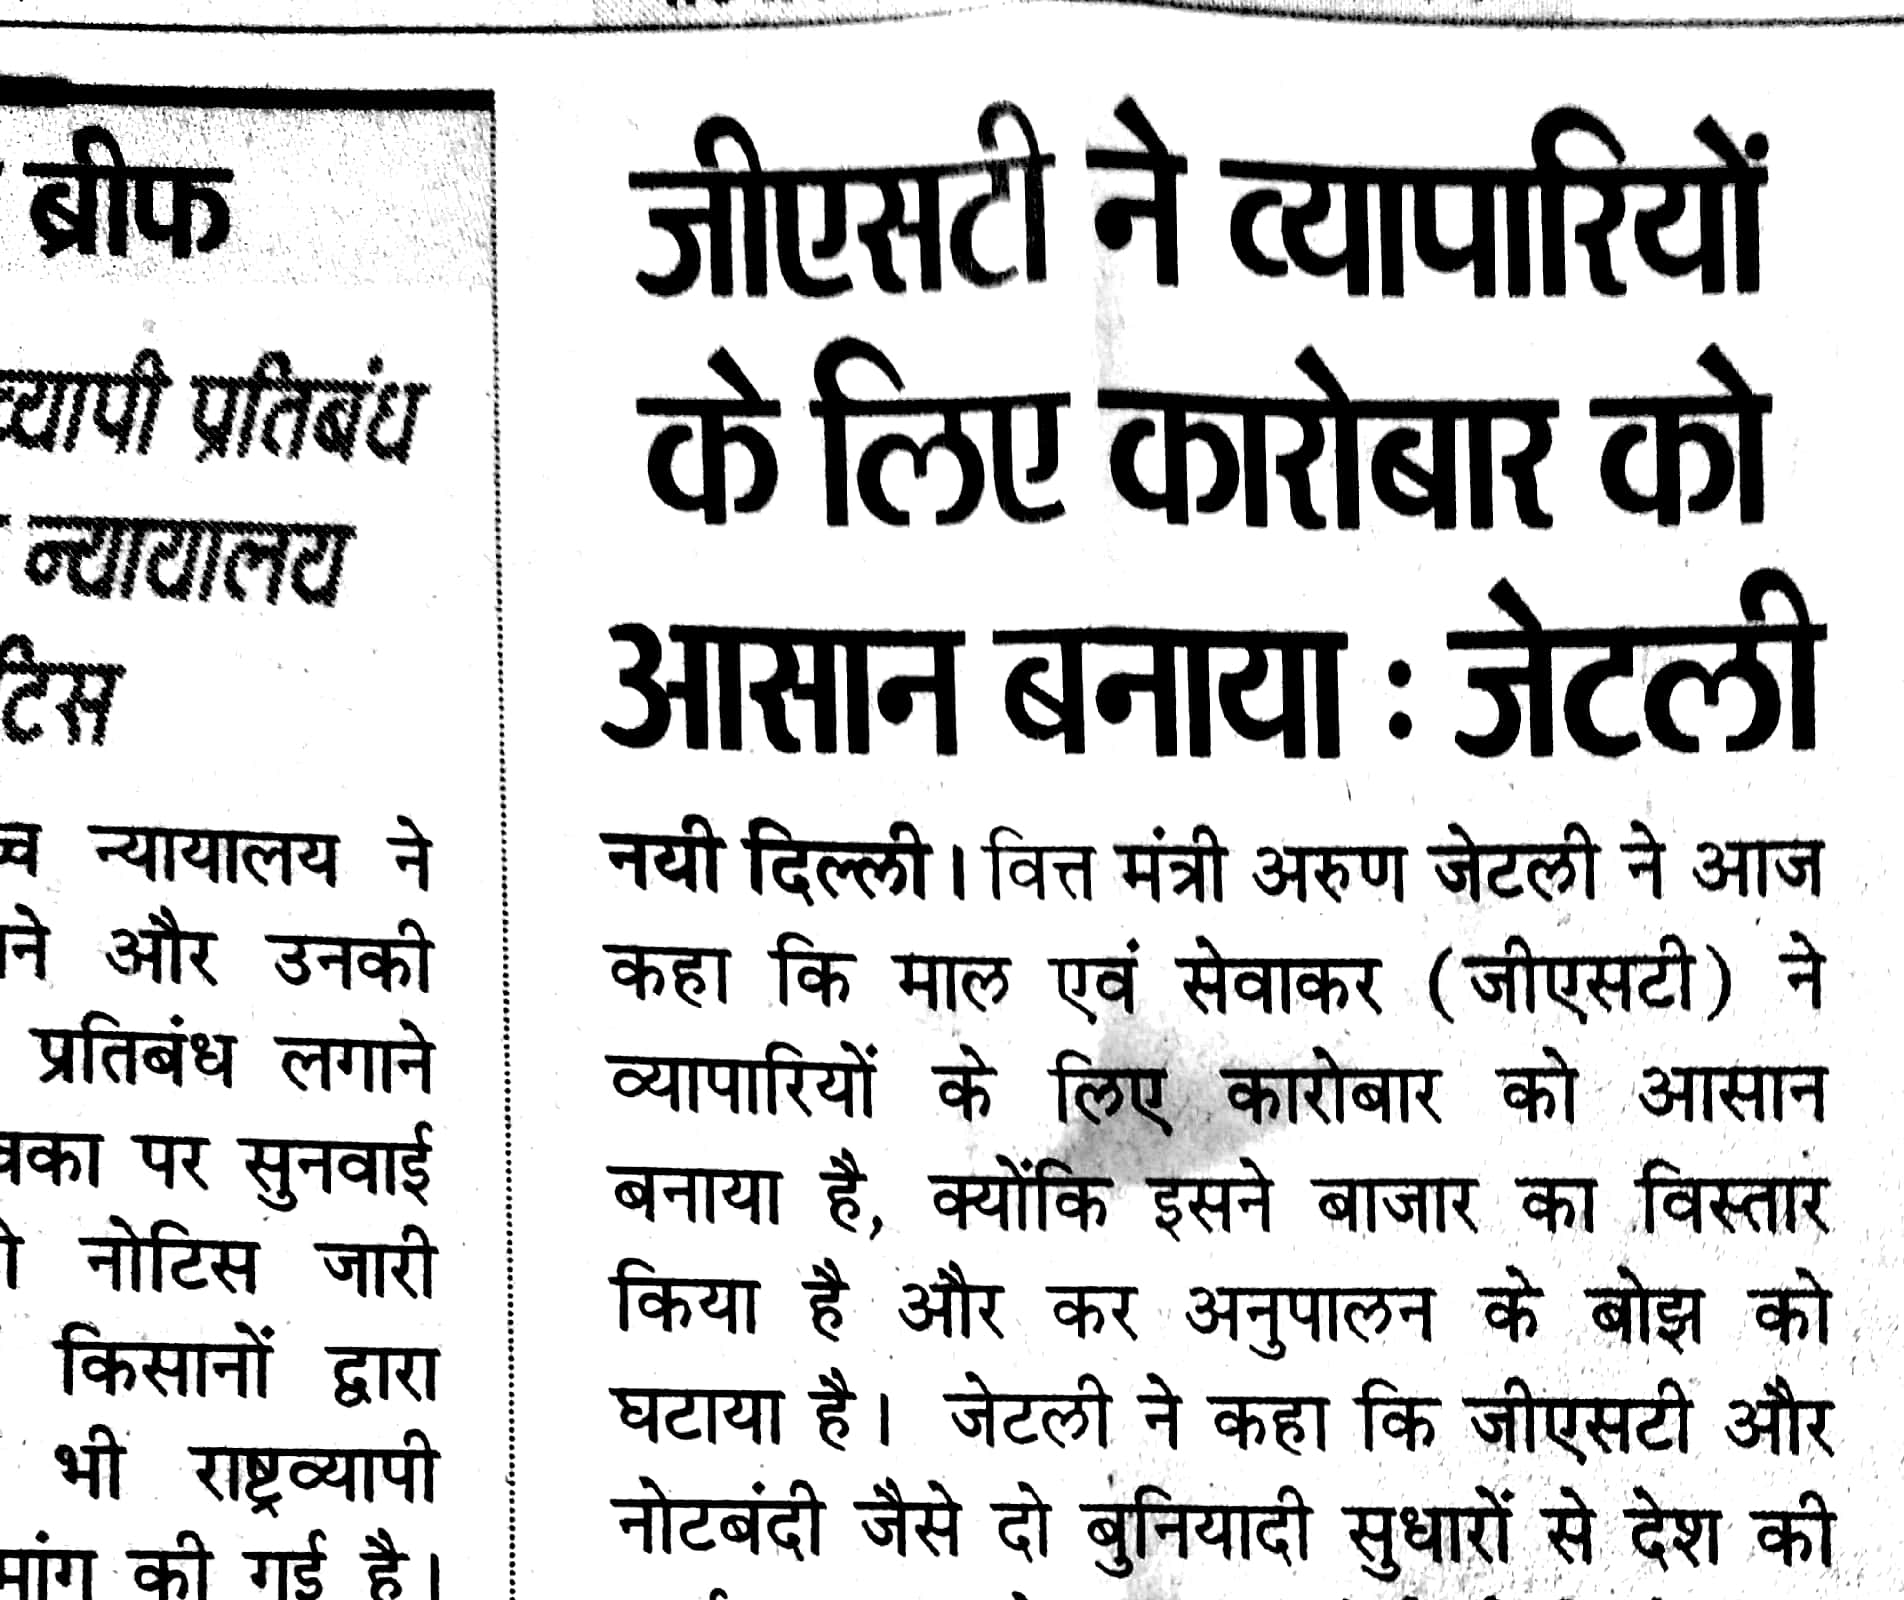 ब्रीफ
प्रतिबंध
न्यायालय
न्यायालय ने
और उनकी
प्रतिबंध लगाने
पर सुनवाई
नोटिस जारी
किसानों द्वारा
भी राष्ट्रव्यापी
की गई है।
जीएसटी ने व्यापारियों
के लिए कारोबार को
आसान बनाया : जेटली
नयी दिल्ली। वित्त मंत्री अरुण जेटली ने आज
कहा कि माल एवं सेवाकर (जीएसटी) ने
व्यापारियों के लिए कारोबार को आसान
बनाया है, क्योंकि इसने बाजार का विस्तार
किया है और कर अनुपालन के बोझ को
घटाया है। जेटली ने कहा कि जीएसटी और
नोटबंदी जैसे दो बुनियादी सुधारों से देश की